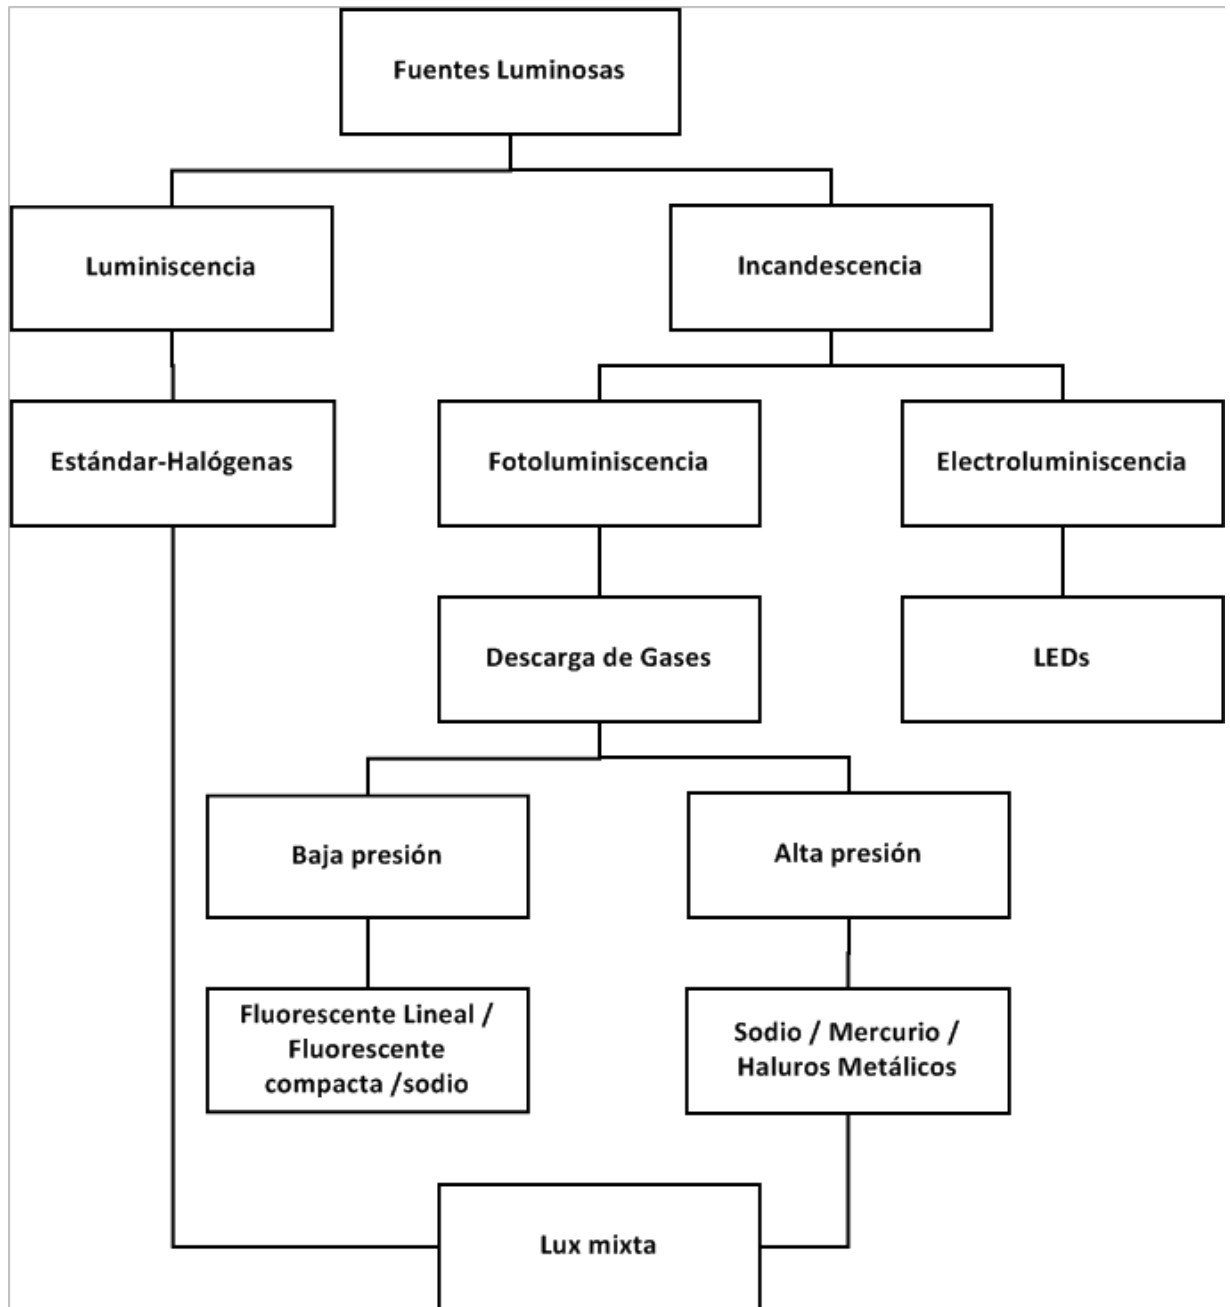 Fuentes Luminosas
Luminiscencia
Incandescencia
Estándar-Halógenas
Fotoluminiscencia
Electroluminiscencia
Descarga de Gases
LEDs
Baja presión
Alta presión
Fluorescente Lineal /
Fluorescente
compacta /sodio
Sodio / Mercurio /
Haluros Metálicos
Lux mixta